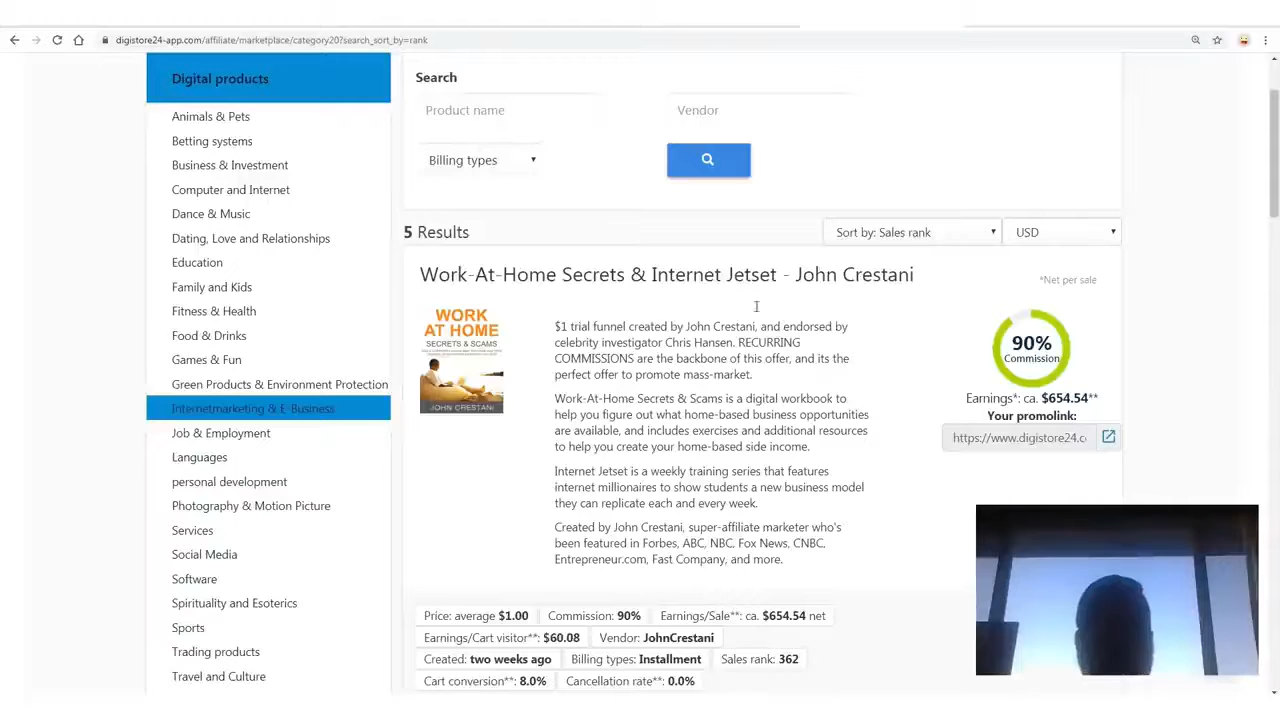 digistore24-app.com/affiliate/marketplace/category20?search_sort_by=rank
Digital products
Animals & Pets
Betting systems
Business & Investment
Computer and Internet
Dance & Music
Dating, Love and Relationships
Education
Family and Kids
Fitness & Health
Food & Drinks
Games & Fun
Green Products & Environment Protection
Internetmarketing & E-Business
Job & Employment
Languages
personal development
Photography & Motion Picture
Services
Social Media
Software
Spirituality and Esoterics
Sports
Trading products
Travel and Culture
Search
Product name
Vendor
Billing types
5 Results
Sort by: Sales rank
USD
Work-At-Home Secrets & Internet Jetset - John Crestani
*Net per sale
WORK
AT HOME
SECRETS & SCAMS
JOHN CRESTANI
$1 trial funnel created by John Crestani, and endorsed by
celebrity investigator Chris Hansen. RECURRING
COMMISSIONS are the backbone of this offer, and its the
perfect offer to promote mass-market.
Work-At-Home Secrets & Scams is a digital workbook to
help you figure out what home-based business opportunities
are available, and includes exercises and additional resources
to help you create your home-based side income.
Internet Jetset is a weekly training series that features
internet millionaires to show students a new business model
they can replicate each and every week.
Created by John Crestani, super-affiliate marketer who's
been featured in Forbes, ABC, NBC, Fox News, CNBC,
Entrepreneur.com, Fast Company, and more.
90%
Commission
Earnings*: ca. $654.54**
Your promolink:
https://www.digistore24.c
Price: average $1.00
Commission: 90%
Earnings/Sale**: ca. $654.54 net
Earnings/Cart visitor**: $60.08
Vendor: JohnCrestani
Created: two weeks ago
Billing types: Installment
Sales rank: 362
Cart conversion**: 8.0%
Cancellation rate**: 0.0%